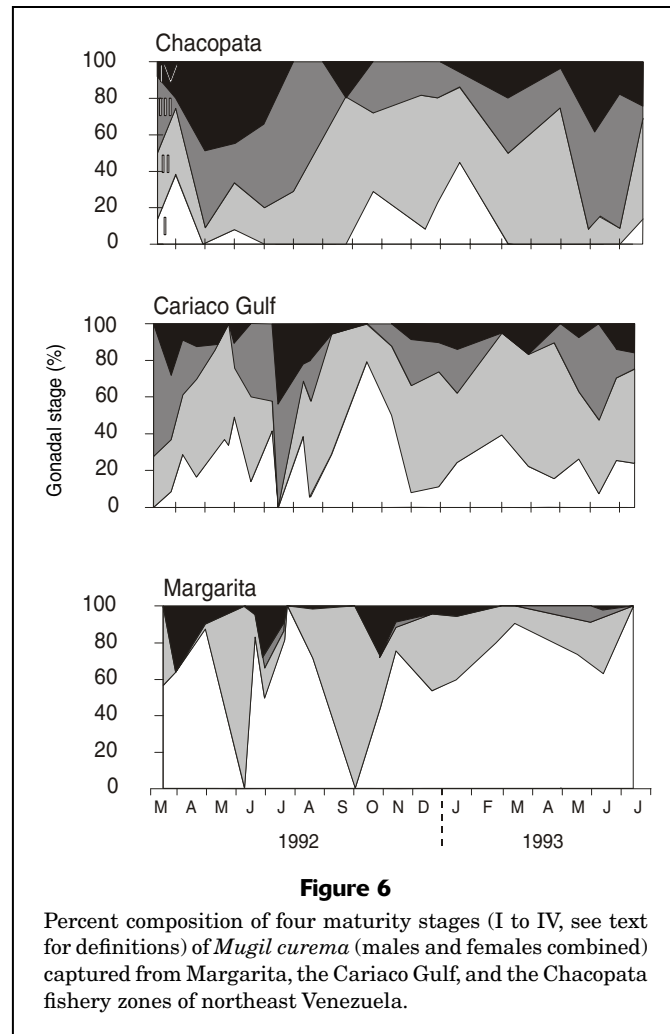 Chacopata
100
80
60
40
20
0
IV
III
II
I
Cariaco Gulf
100
80
60
40
20
0
Gonadal stage (%)
Margarita
100
80
60
40
20
0
M A M J J A S O N D J F M A M J J
1992 1993
Figure 6
Percent composition of four maturity stages (I to IV, see text
for definitions) of Mugil curema (males and females combined)
captured from Margarita, the Cariaco Gulf, and the Chacopata
fishery zones of northeast Venezuela.